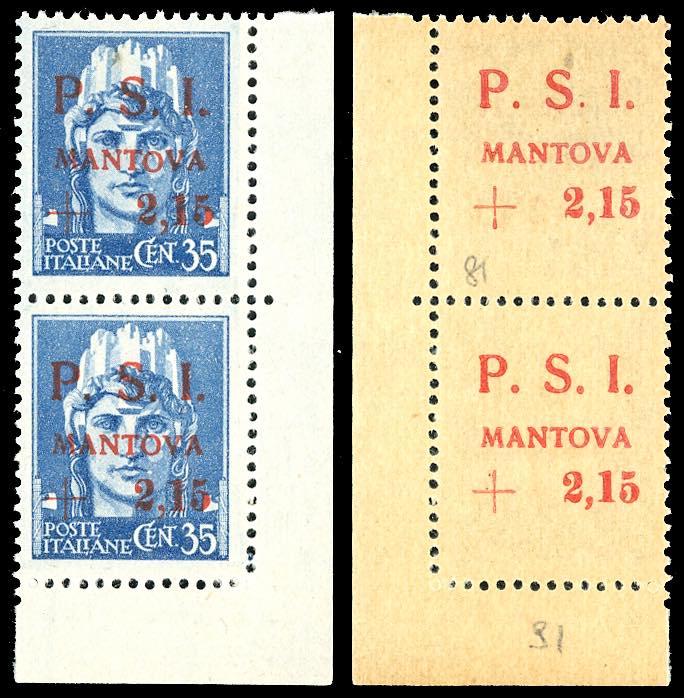 P. S. I.
MANTOVA
+ 2,15
POSTE
ITALIANE CENT. 35
P. S. I.
MANTOVA
+ 2,15
POSTE
ITALIANE CENT. 35
P. S. I.
MANTOVA
+ 2,15
P. S. I.
MANTOVA
+ 2,15